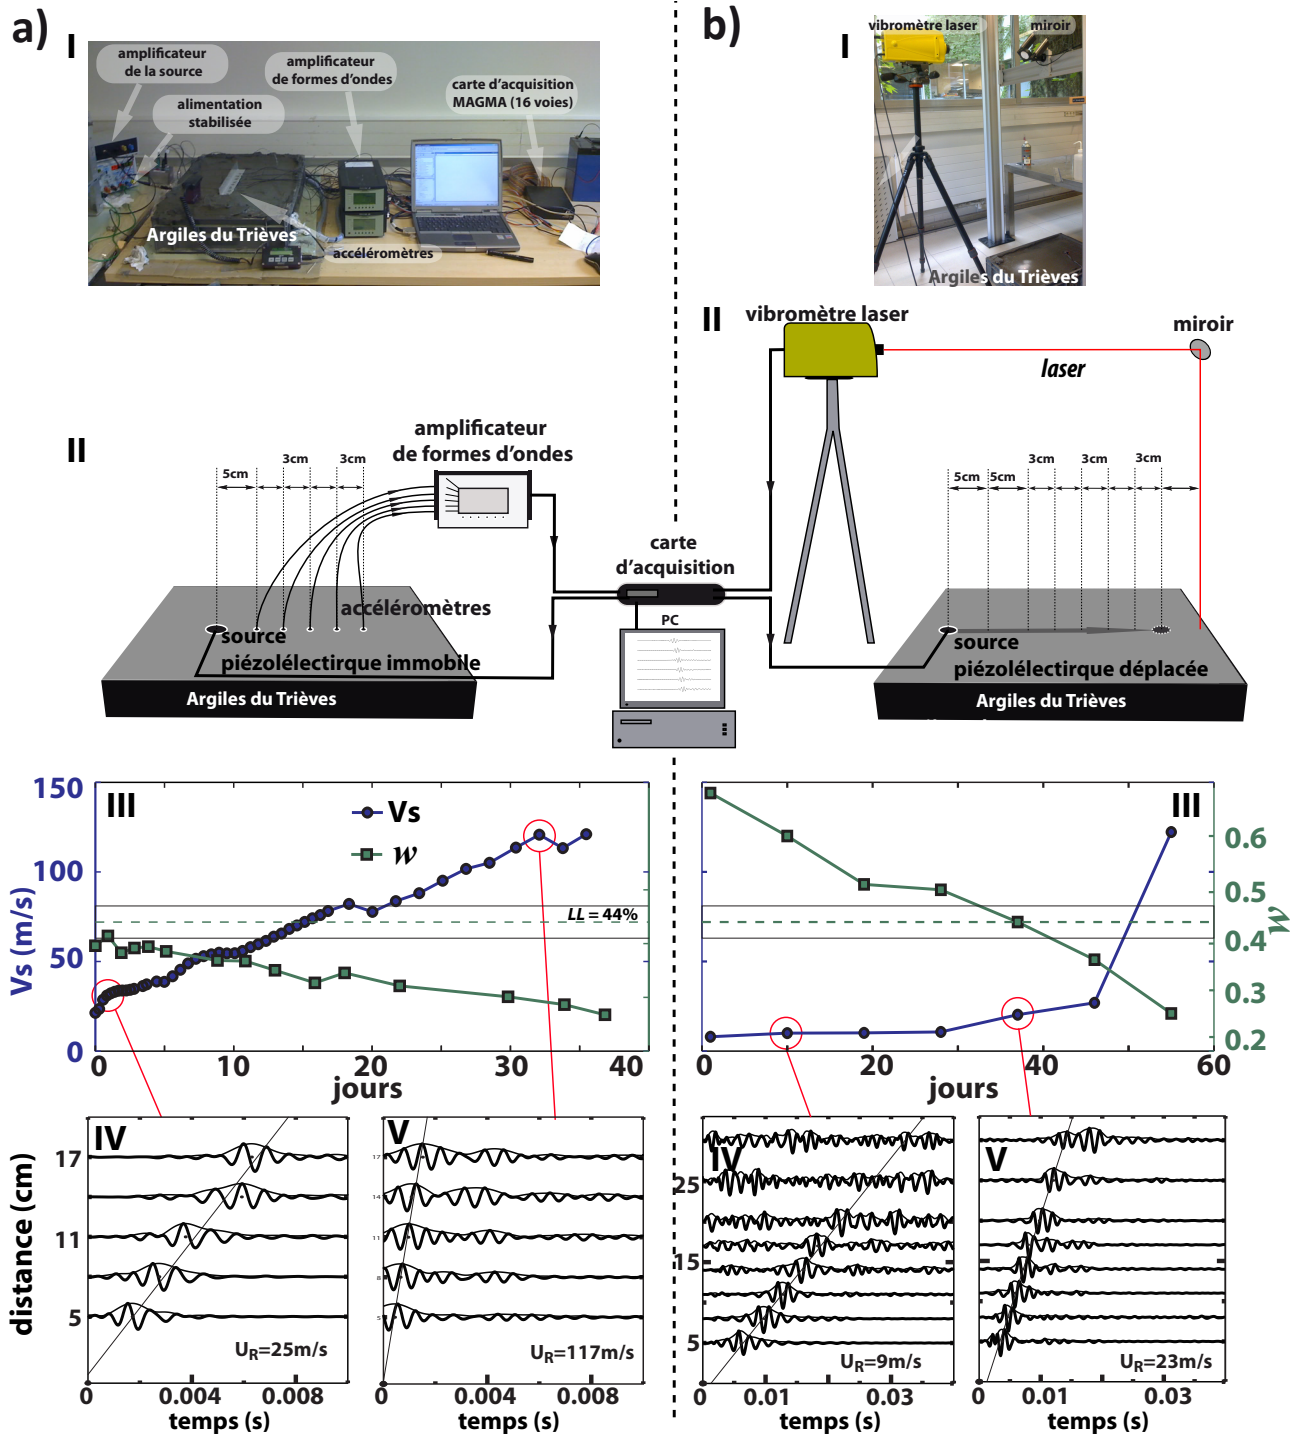 a)
I
amplificateur
de la source
alimentation
stabilisée
amplificateur
de formes d'ondes
carte d'acquisition
MAGMA (16 voies)
Argiles du Trièves
accéléromètres
II
amplificateur
de formes d'ondes
5cm
3cm
3cm
accéléromètres
source
piézolélectirque immobile
Argiles du Trièves
carte
d'acquisition
PC
b)
I
vibromètre laser
miroir
Argiles du Trièves
II
vibromètre laser
miroir
laser
5cm
5cm
3cm
3cm
3cm
source
piézolélectirque déplacée
Argiles du Trièves
III
Vs
w
LL = 44%
150
100
50
0
Vs (m/s)
0
10
20
30
40
jours
III
0.6
0.5
0.4
0.3
0.2
w
0
20
40
60
jours
IV
17
11
5
distance (cm)
U_R=25m/s
0
0.004
0.008
temps (s)
V
17
14
11
8
5
U_R=117m/s
0
0.004
0.008
temps (s)
IV
25
15
5
U_R=9m/s
0
0.01
0.03
temps (s)
V
U_R=23m/s
0
0.01
0.03
temps (s)